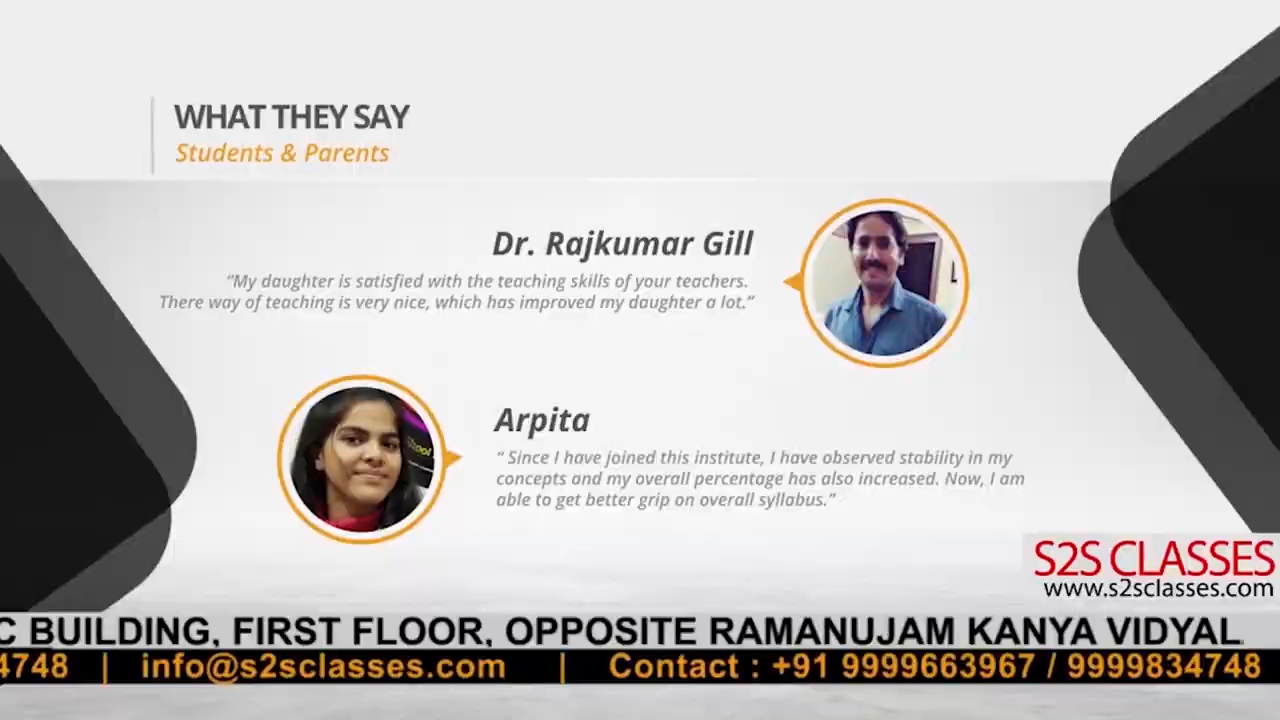 WHAT THEY SAY
Students & Parents
Dr. Rajkumar Gill
“My daughter is satisfied with the teaching skills of your teachers.
There way of teaching is very nice, which has improved my daughter a lot.”
Arpita
“ Since I have joined this institute, I have observed stability in my
concepts and my overall percentage has also increased. Now, I am
able to get better grip on overall syllabus.”
S2S CLASSES
www.s2sclasses.com
C BUILDING, FIRST FLOOR, OPPOSITE RAMANUJAM KANYA VIDYAL
4748 | info@s2sclasses.com | Contact : +91 9999663967 / 9999834748